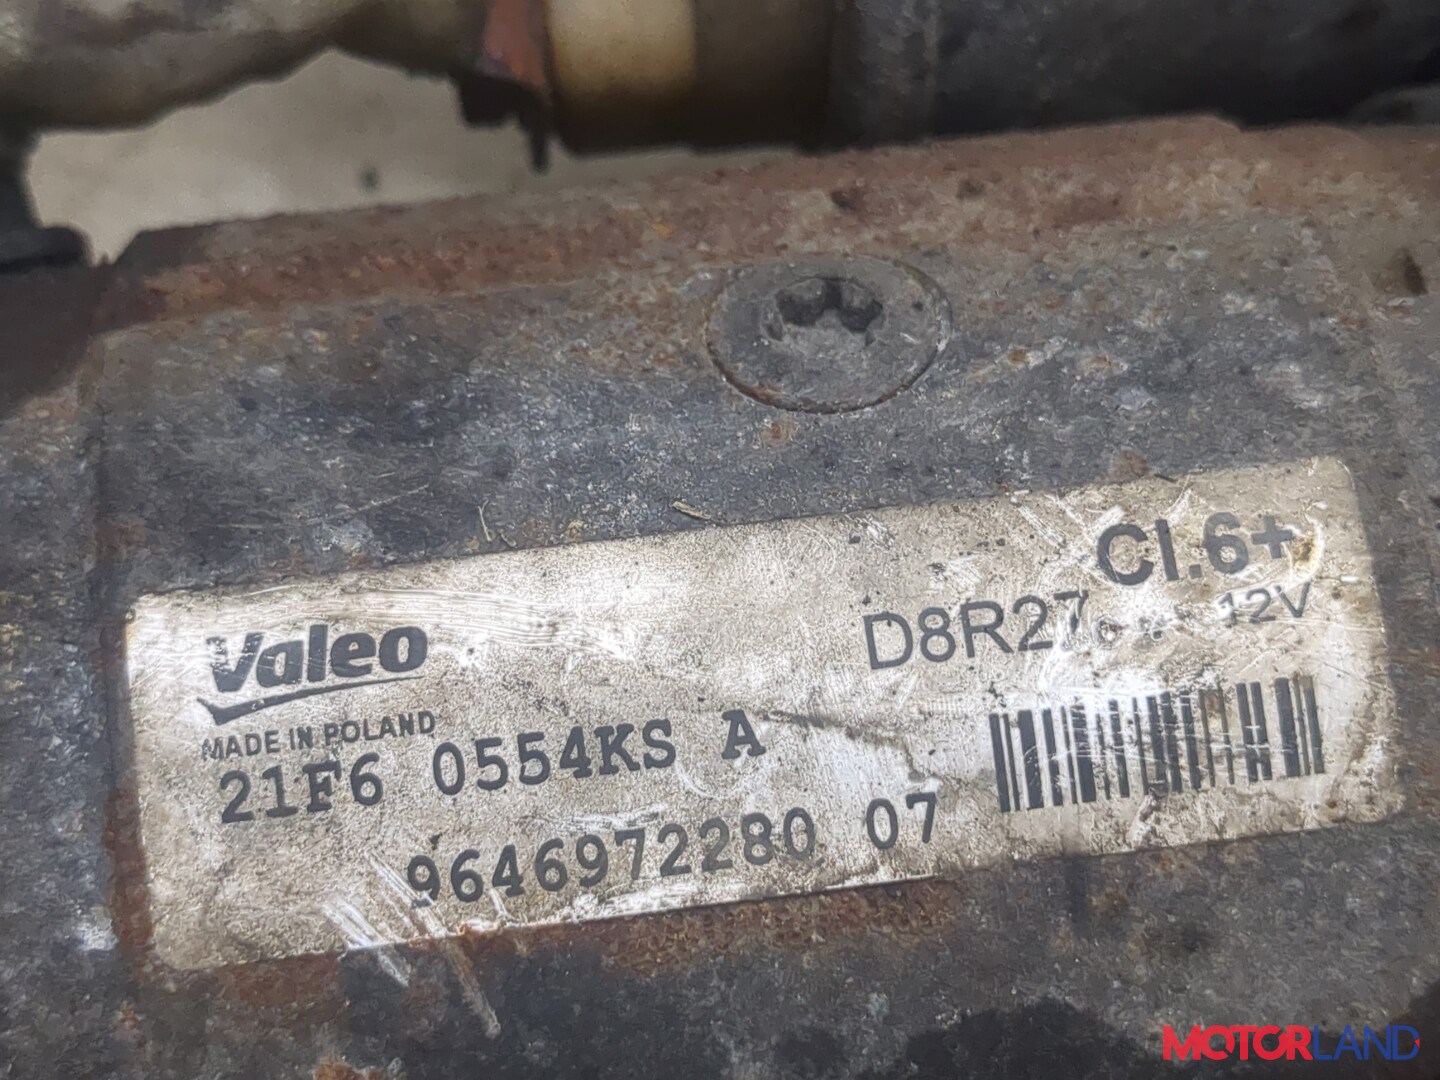 Valeo
MADE IN POLAND
Cl.6+
D8R27 12V
21F6 0554KS A
9646972280 07
MOTORLAND